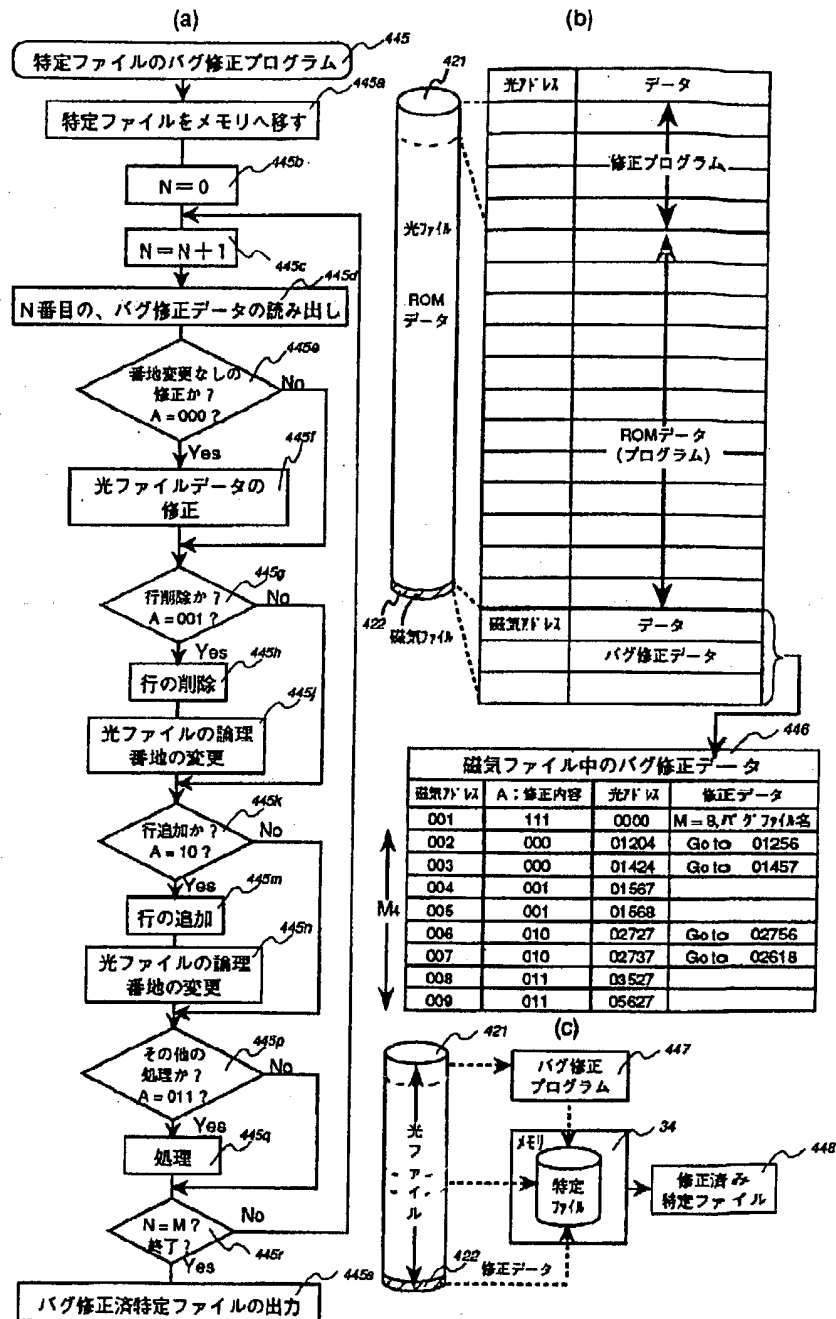 (a)
特定ファイルのバグ修正プログラム
445
445a
特定ファイルをメモリへ移す
445b
N=0
N=N+1
445c
445d
N番目の、バグ修正データの読み出し
445e
番地変更なしの
修正か?
A=000?
No
Yes
445f
光ファイルデータの
修正
445g
行削除か?
A=001?
No
Yes
445h
行の削除
445j
光ファイルの論理
番地の変更
445k
行追加か?
A=10?
No
Yes
445m
行の追加
445n
光ファイルの論理
番地の変更
445p
その他の
処理か?
A=011?
No
Yes
445q
処理
N=M?
終了?
No
445r
Yes
445s
バグ修正済特定ファイルの出力
(b)
421
光ファイル
ROM
データ
422
磁気ファイル
光アドレス データ
修正プログラム
ROMデータ
(プログラム)
磁気アドレス データ
バグ修正データ
446
磁気ファイル中のバグ修正データ
磁気アドレス A;修正内容 光アドレス 修正データ
001 111 0000 M=8,バグファイル名
002 000 01204 Go to 01256
003 000 01424 Go to 01457
004 001 01567
005 001 01568
006 010 02727 Go to 02756
007 010 02737 Go to 02618
008 011 03527
009 011 05627
M
(c)
421
光ファイル
422
447
バグ修正
プログラム
34
メモリ
特定
ファイル
448
修正済み
特定ファイル
修正データ